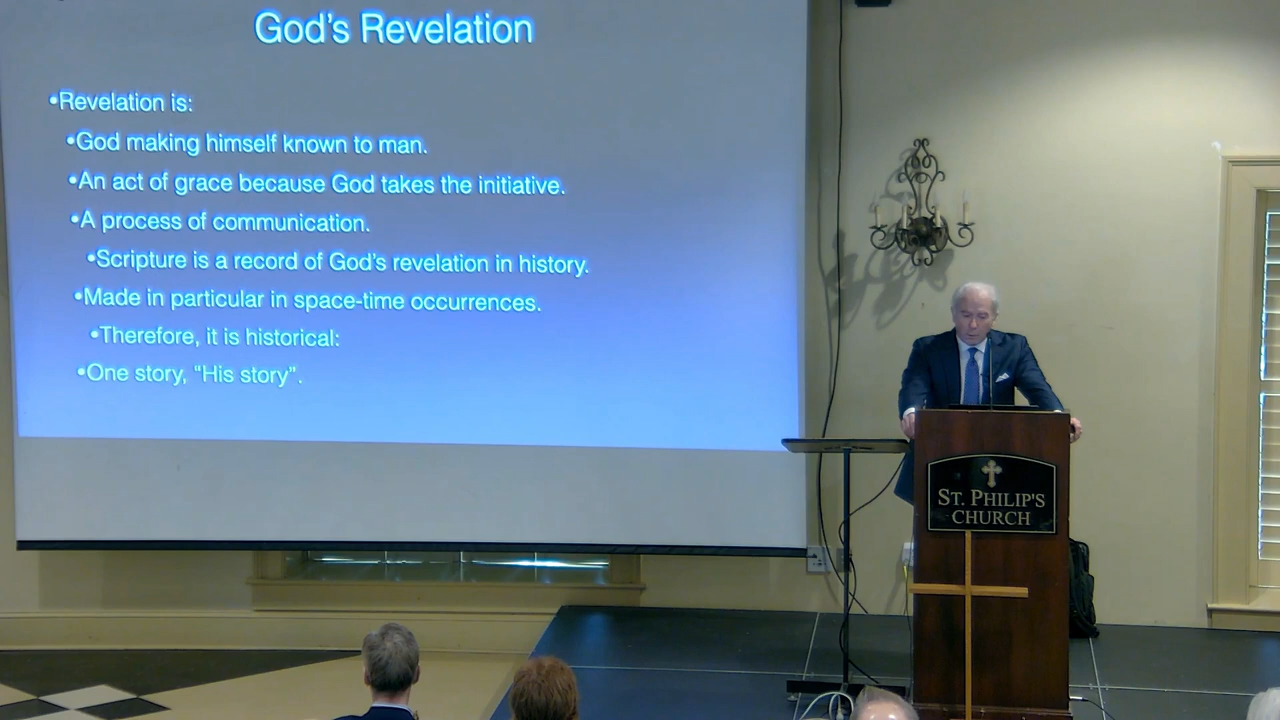 God's Revelation
•Revelation is:
•God making himself known to man.
•An act of grace because God takes the initiative.
•A process of communication.
•Scripture is a record of God's revelation in history.
•Made in particular in space-time occurrences.
•Therefore, it is historical:
•One story, “His story”.
ST. PHILIP'S
CHURCH